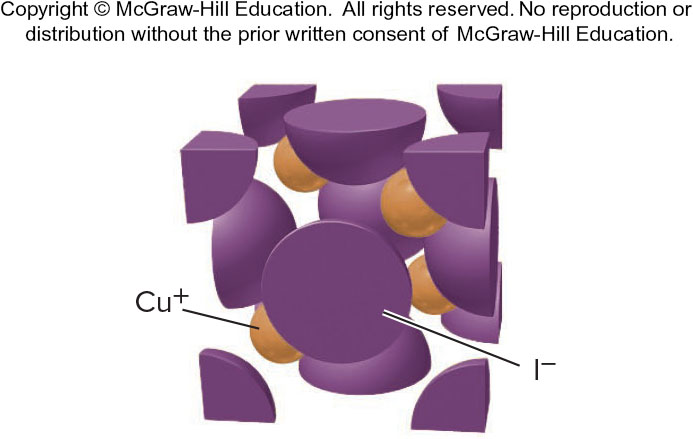 Copyright © McGraw-Hill Education.  All rights reserved. No reproduction or
distribution without the prior written consent of McGraw-Hill Education.
Cu⁺
I⁻